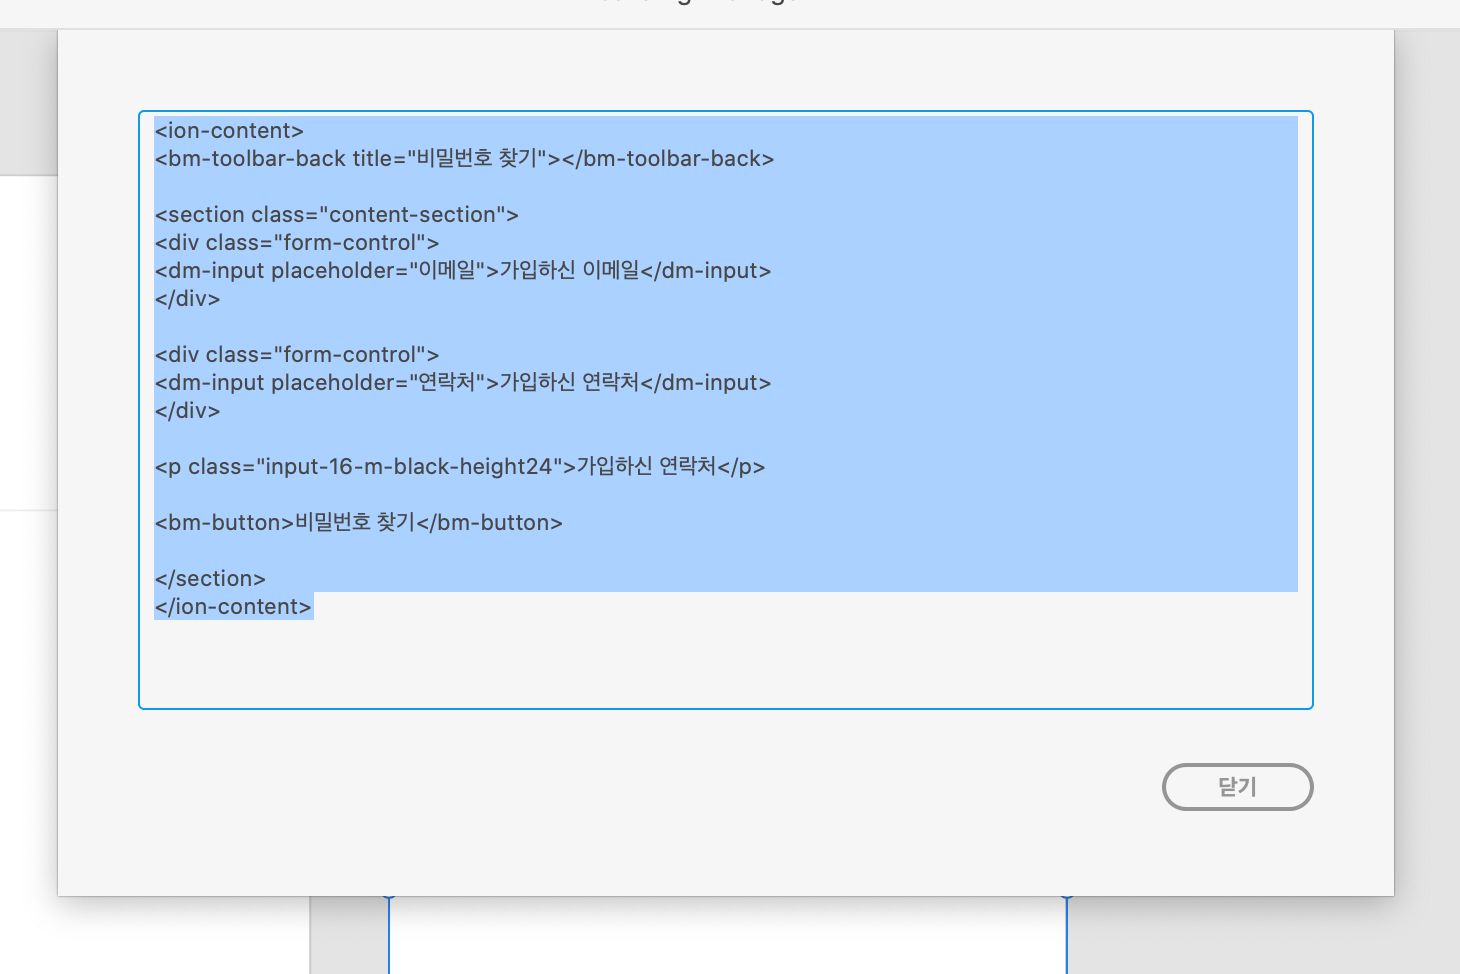 <ion-content>
<bm-toolbar-back title="비밀번호 찾기"></bm-toolbar-back>
<section class="content-section">
<div class="form-control">
<dm-input placeholder="이메일">가입하신 이메일</dm-input>
</div>
<div class="form-control">
<dm-input placeholder="연락처">가입하신 연락처</dm-input>
</div>
<p class="input-16-m-black-height24">가입하신 연락처</p>
<bm-button>비밀번호 찾기</bm-button>
</section>
</ion-content>
닫기